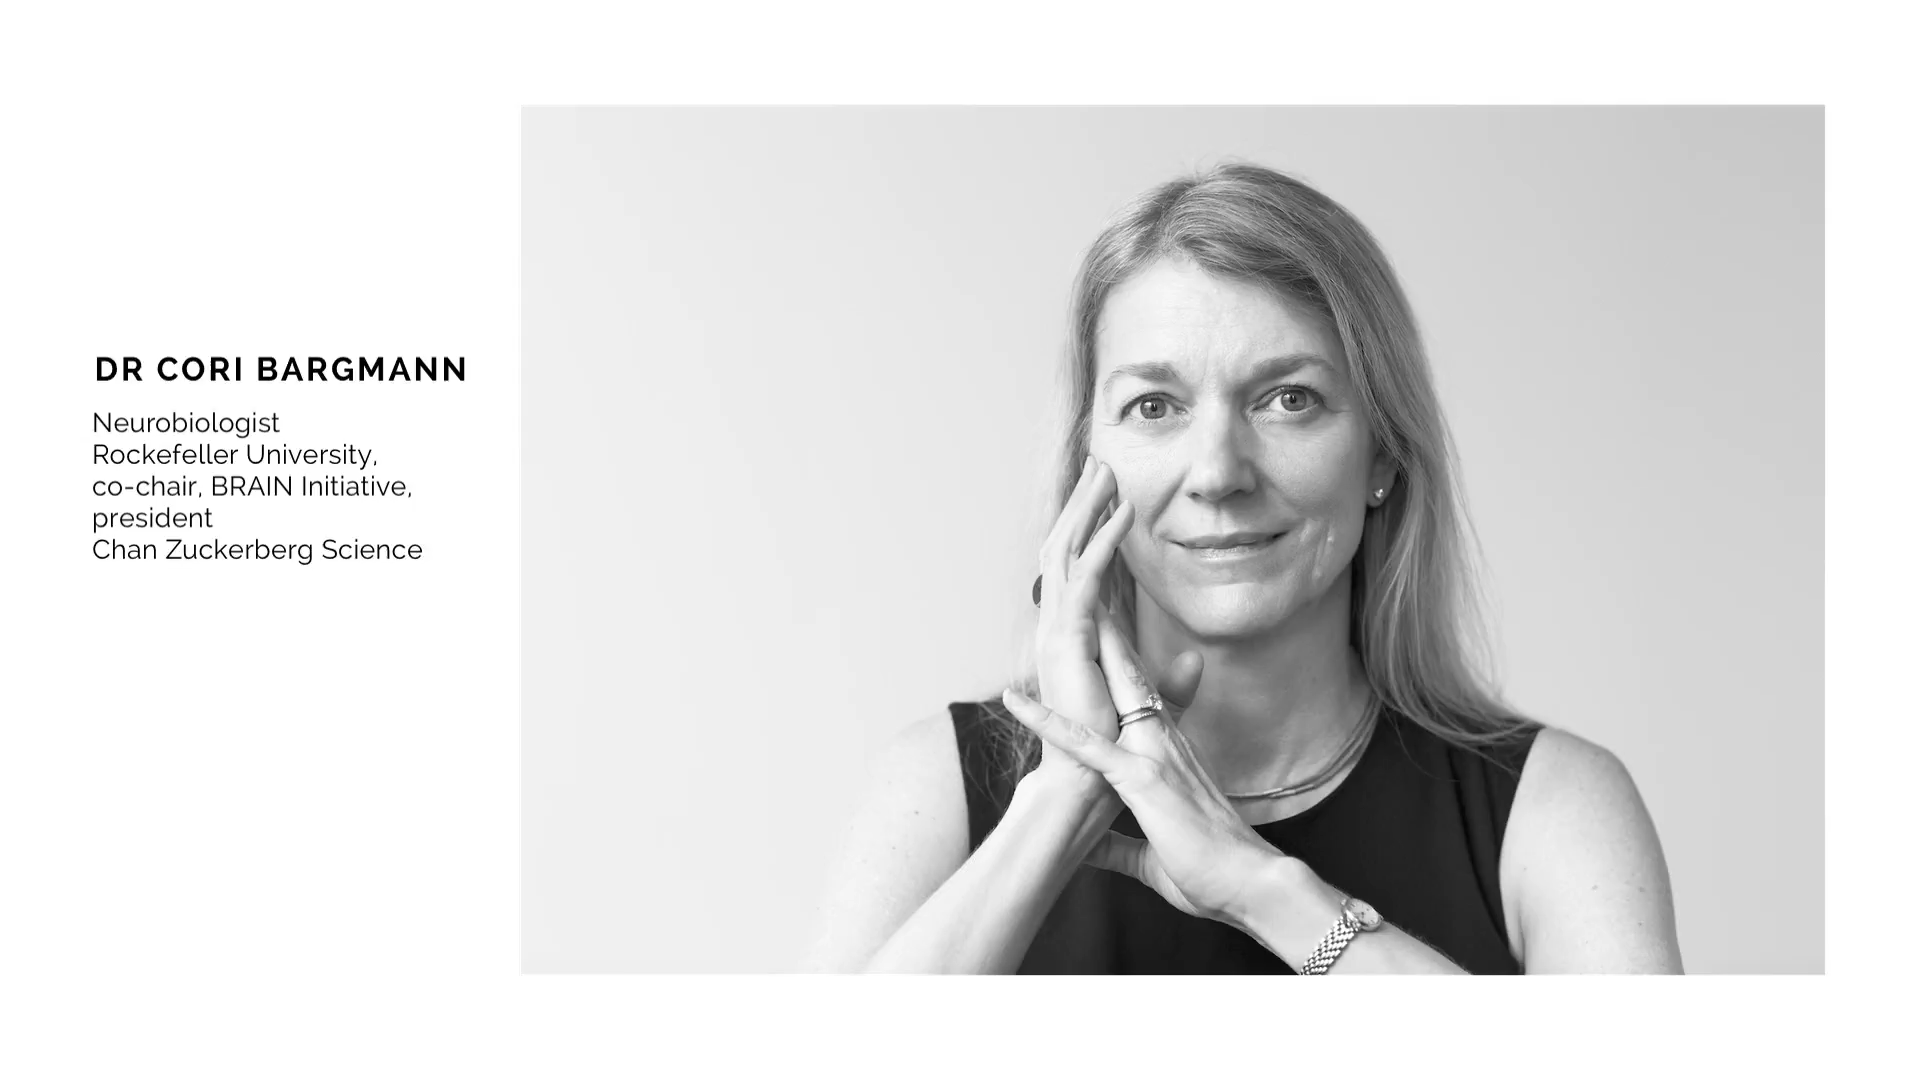 DR CORI BARGMANN
Neurobiologist
Rockefeller University,
co-chair, BRAIN Initiative,
president
Chan Zuckerberg Science